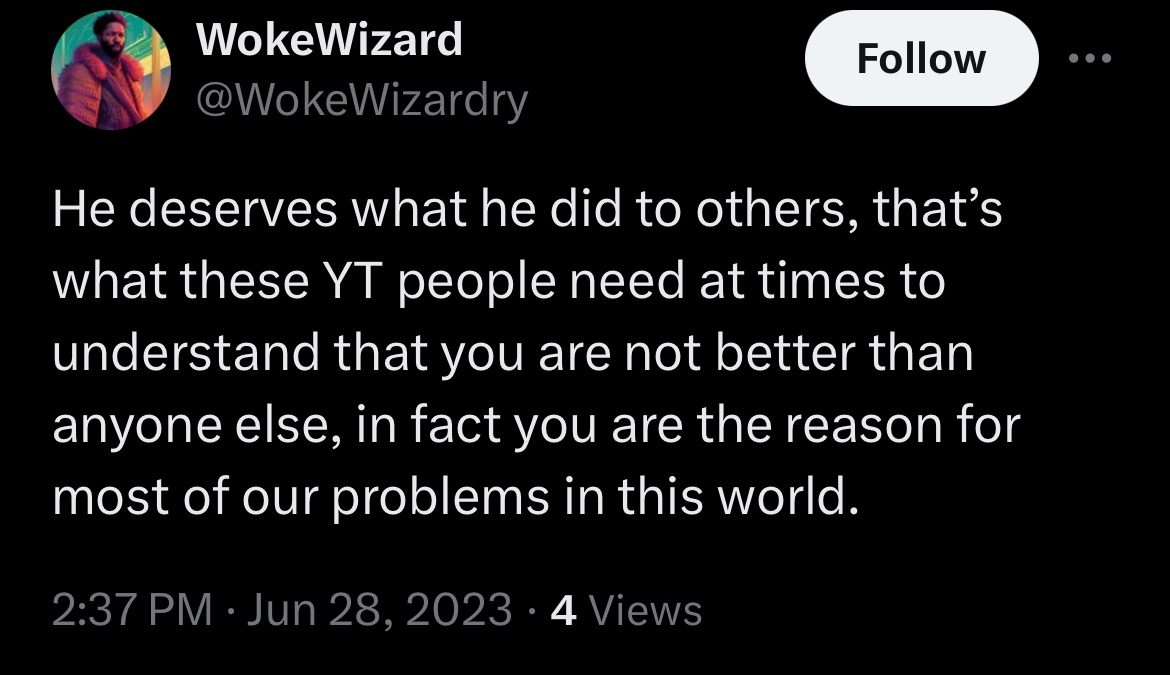 WokeWizard
@WokeWizardry
Follow
He deserves what he did to others, that’s
what these YT people need at times to
understand that you are not better than
anyone else, in fact you are the reason for
most of our problems in this world.
2:37 PM · Jun 28, 2023 · 4 Views